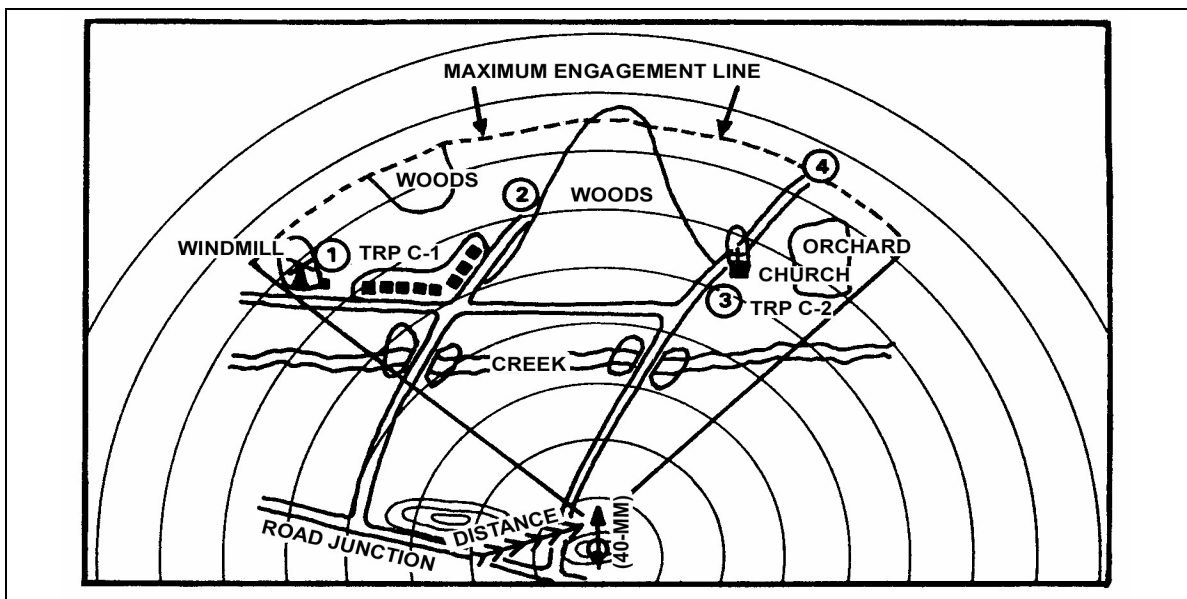 MAXIMUM ENGAGEMENT LINE
4
WOODS
2
WOODS
WINDMILL
1
TRP C-1
ORCHARD
CHURCH
3
TRP C-2
CREEK
DISTANCE
(40-MM)
ROAD JUNCTION